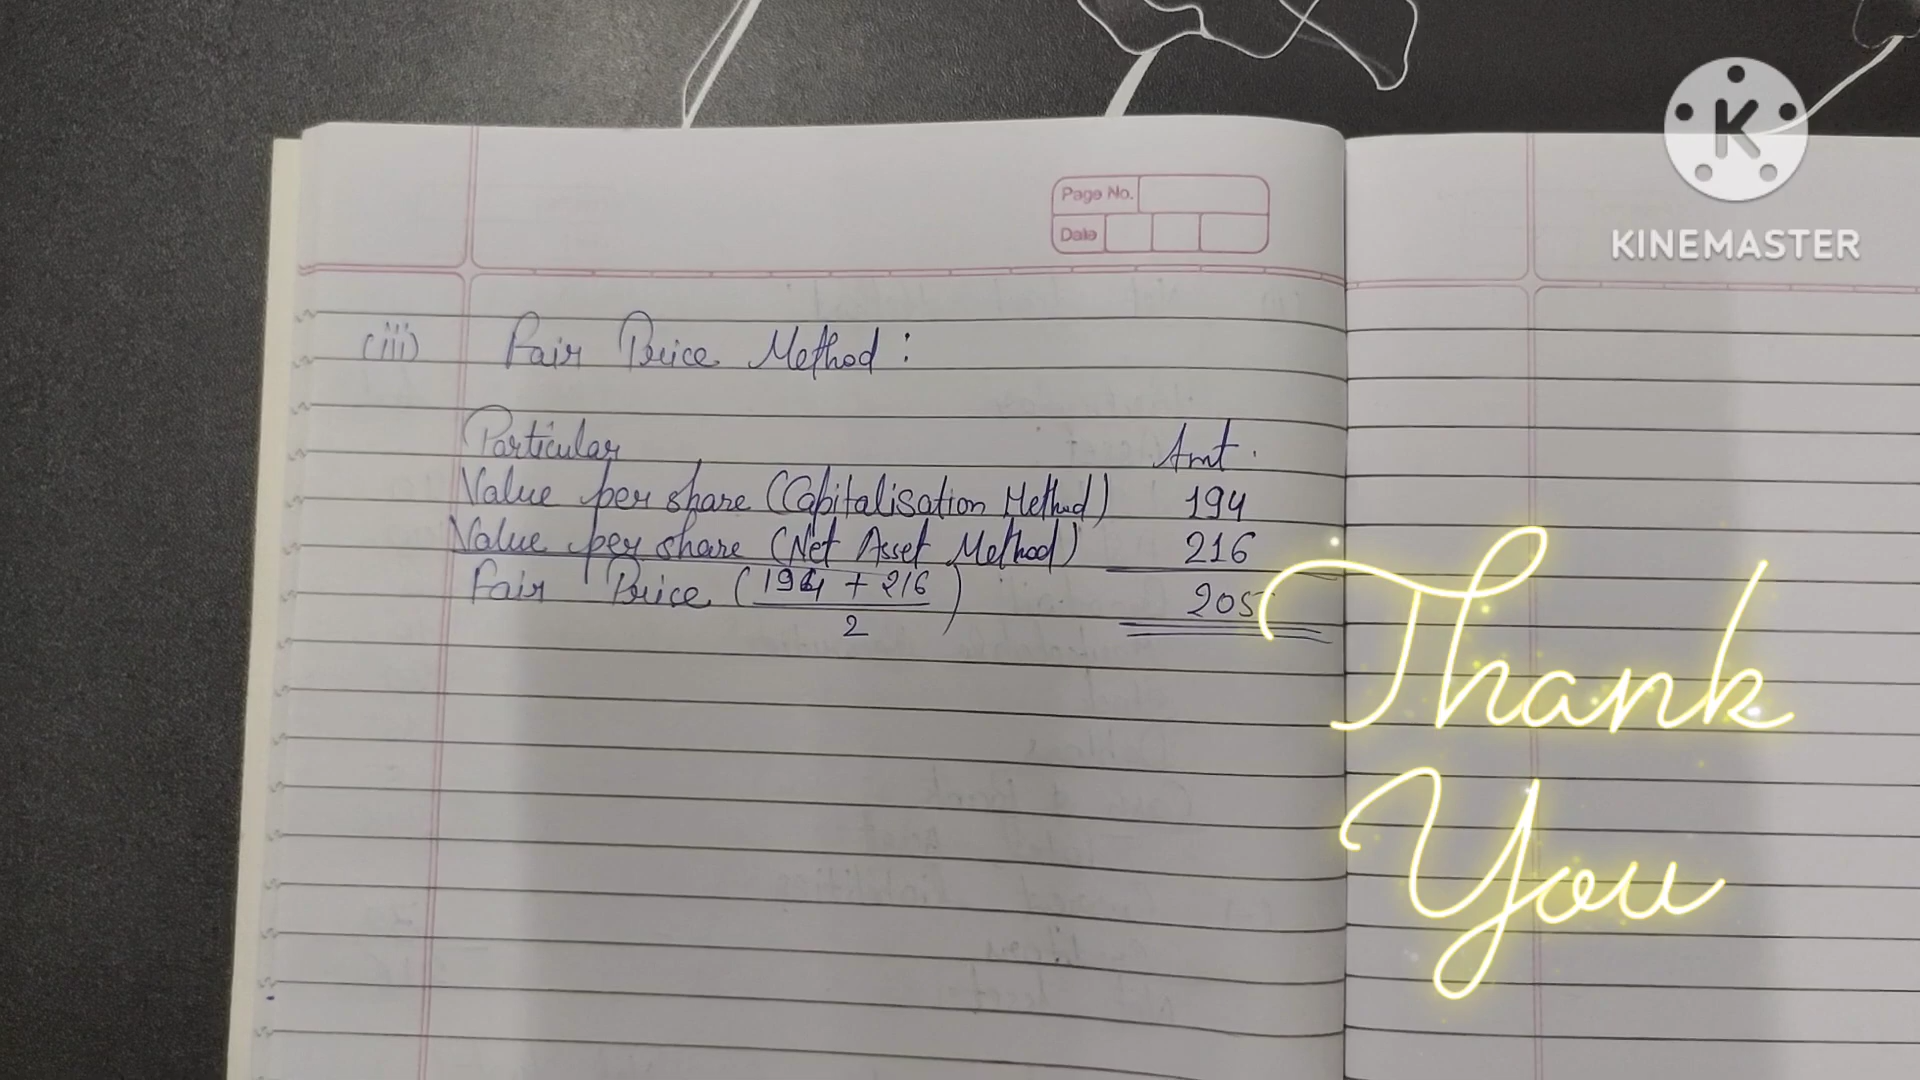 Page No.
Date
KINEMASTER
(iii) Fair Price Method :
Particular Amt.
Value per share (Capitalisation Method) 194
Value per share (Net Asset Method) 216
Fair Price (194 + 216 / 2) 205
Thank
You